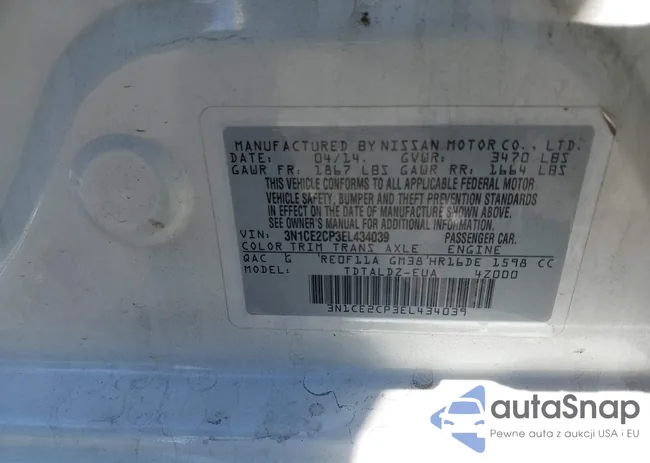 MANUFACTURED BY NISSAN MOTOR CO., LTD.
DATE: 04/14. GVWR: 3470 LBS
GAWR FR: 1867 LBS GAWR RR: 1664 LBS
THIS VEHICLE CONFORMS TO ALL APPLICABLE FEDERAL MOTOR
VEHICLE SAFETY, BUMPER AND THEFT PREVENTION STANDARDS
IN EFFECT ON THE DATE OF MANUFACTURE SHOWN ABOVE.
SEE OWNER'S MANUAL FOR ADDITIONAL INFORMATION.
VIN: 3N1CE2CP3EL434039 PASSENGER CAR.
COLOR TRIM TRANS AXLE ENGINE
QAC G RE0F11A GM38 HR16DE 1598 CC
MODEL: TDTALDZ-EUA 4Z000
3N1CE2CP3EL434039
autaSnap
Pewne auta z aukcji USA i EU